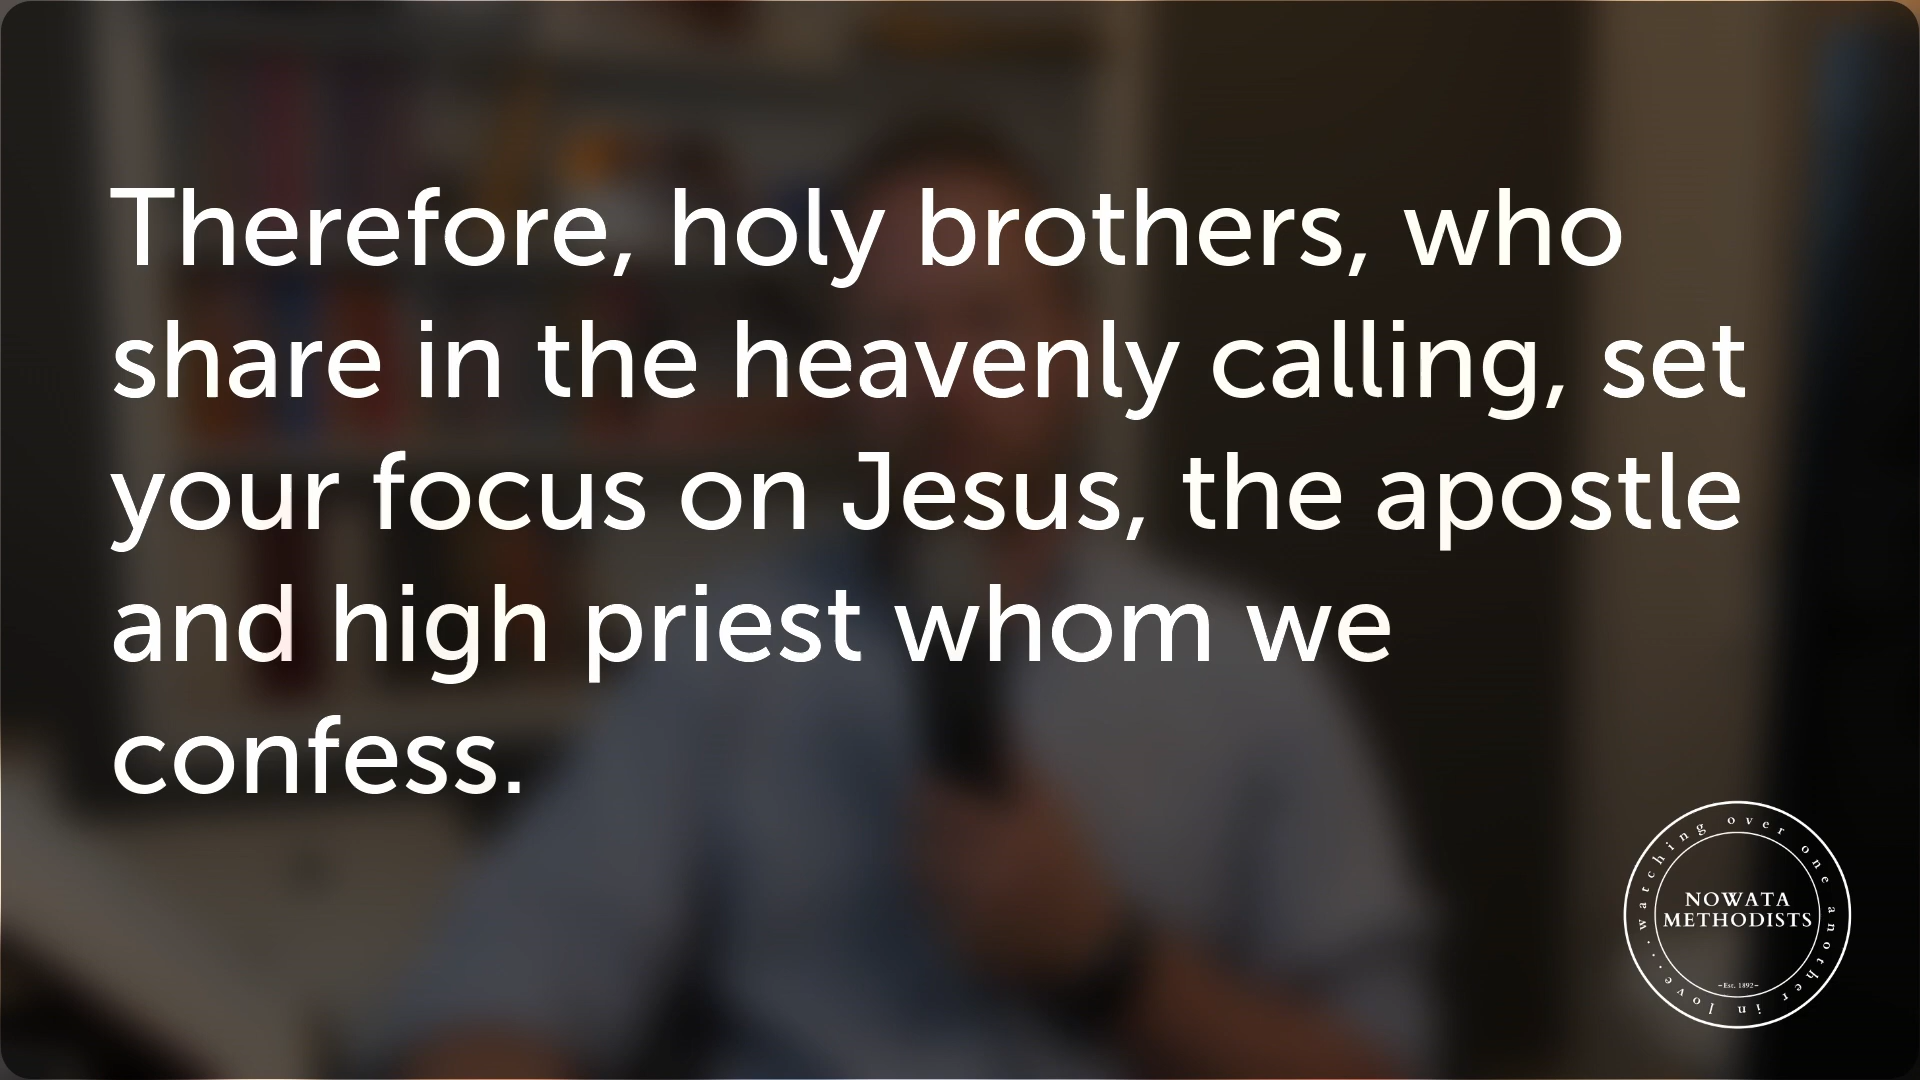 Therefore, holy brothers, who
share in the heavenly calling, set
your focus on Jesus, the apostle
and high priest whom we
confess.
watching over one another in love...
NOWATA
METHODISTS
~Est. 1892~